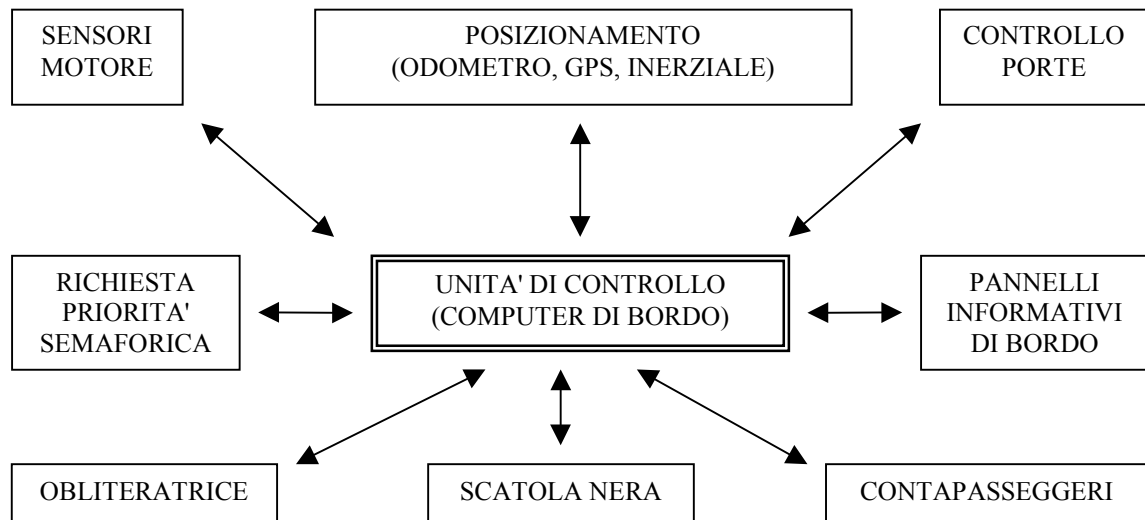 SENSORI
MOTORE
POSIZIONAMENTO
(ODOMETRO, GPS, INERZIALE)
CONTROLLO
PORTE
RICHIESTA
PRIORITA'
SEMAFORICA
UNITA' DI CONTROLLO
(COMPUTER DI BORDO)
PANNELLI
INFORMATIVI
DI BORDO
OBLITERATRICE
SCATOLA NERA
CONTAPASSEGGERI